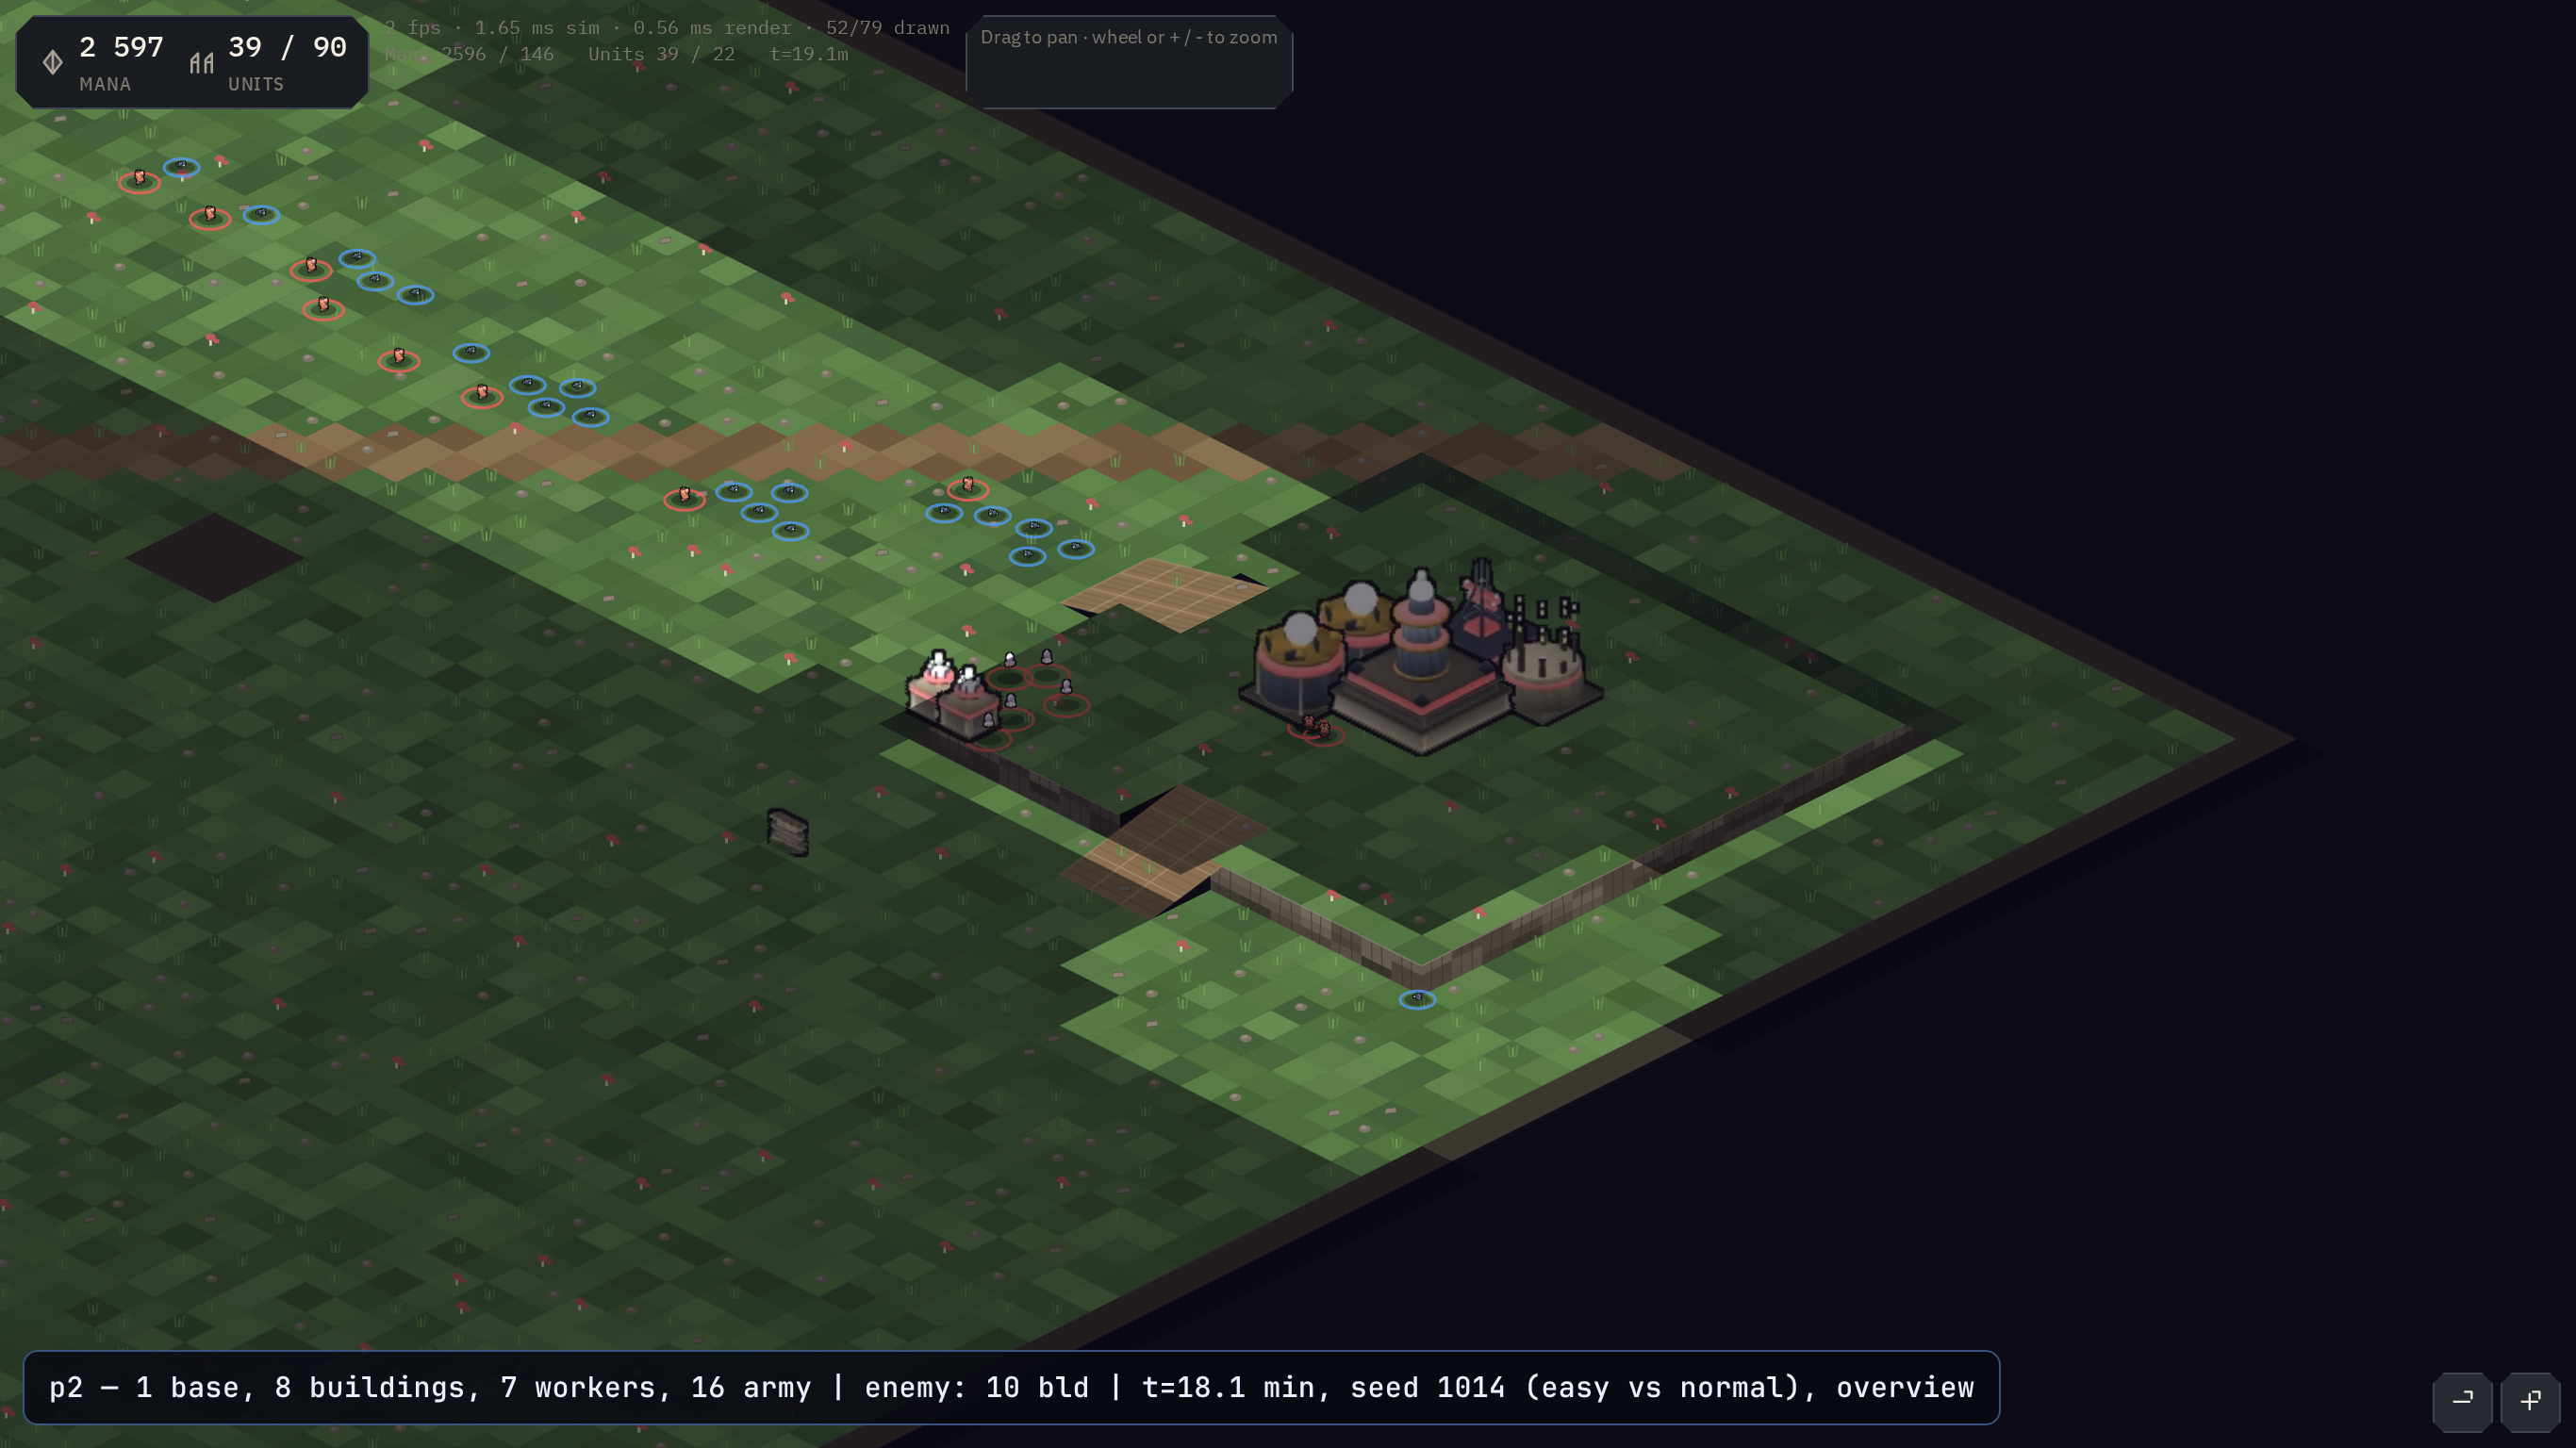 2 597
MANA
39 / 90
UNITS
2 fps · 1.65 ms sim · 0.56 ms render · 52/79 drawn
Mana 2596 / 146 Units 39 / 22 t=19.1m
Drag to pan · wheel or + / - to zoom
p2 — 1 base, 8 buildings, 7 workers, 16 army | enemy: 10 bld | t=18.1 min, seed 1014 (easy vs normal), overview